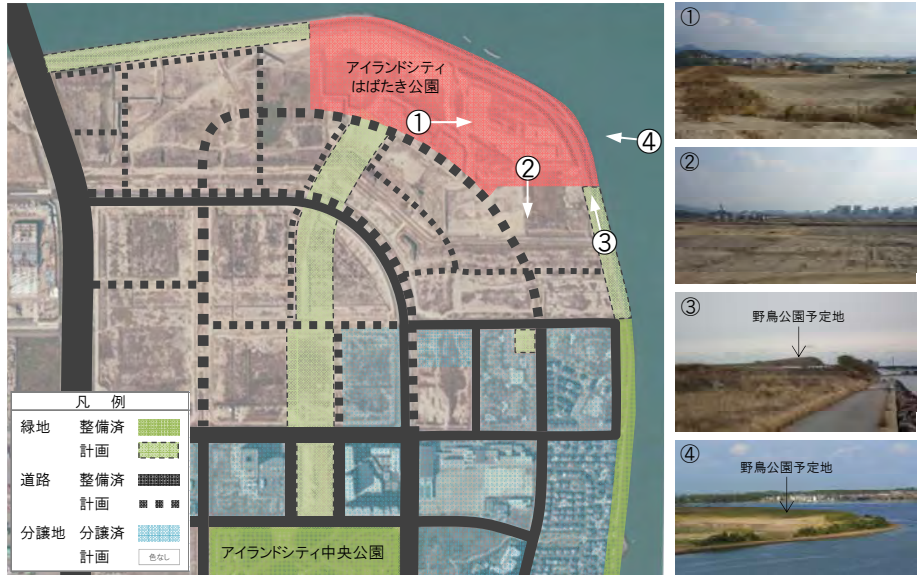 アイランドシティ
はばたき公園
①
②
③
④
凡 例
緑地 整備済
計画
道路 整備済
計画
分譲地 分譲済
計画 色なし
アイランドシティ中央公園
①
②
③
野鳥公園予定地
④
野鳥公園予定地